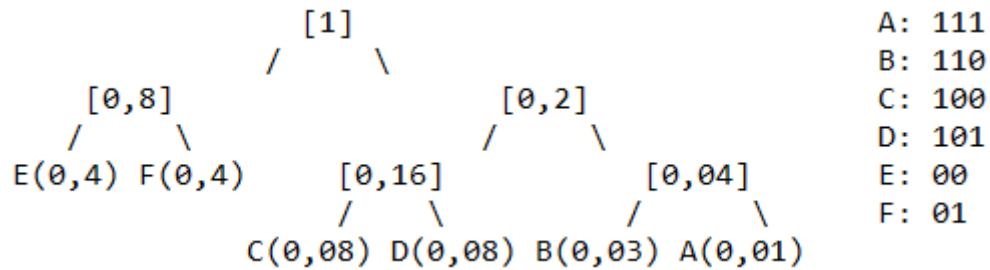 [1] A: 111
/ \ B: 110
[0,8] [0,2] C: 100
/ \ / \ D: 101
E(0,4) F(0,4) [0,16] [0,04] E: 00
/ \ / \ F: 01
C(0,08) D(0,08) B(0,03) A(0,01)